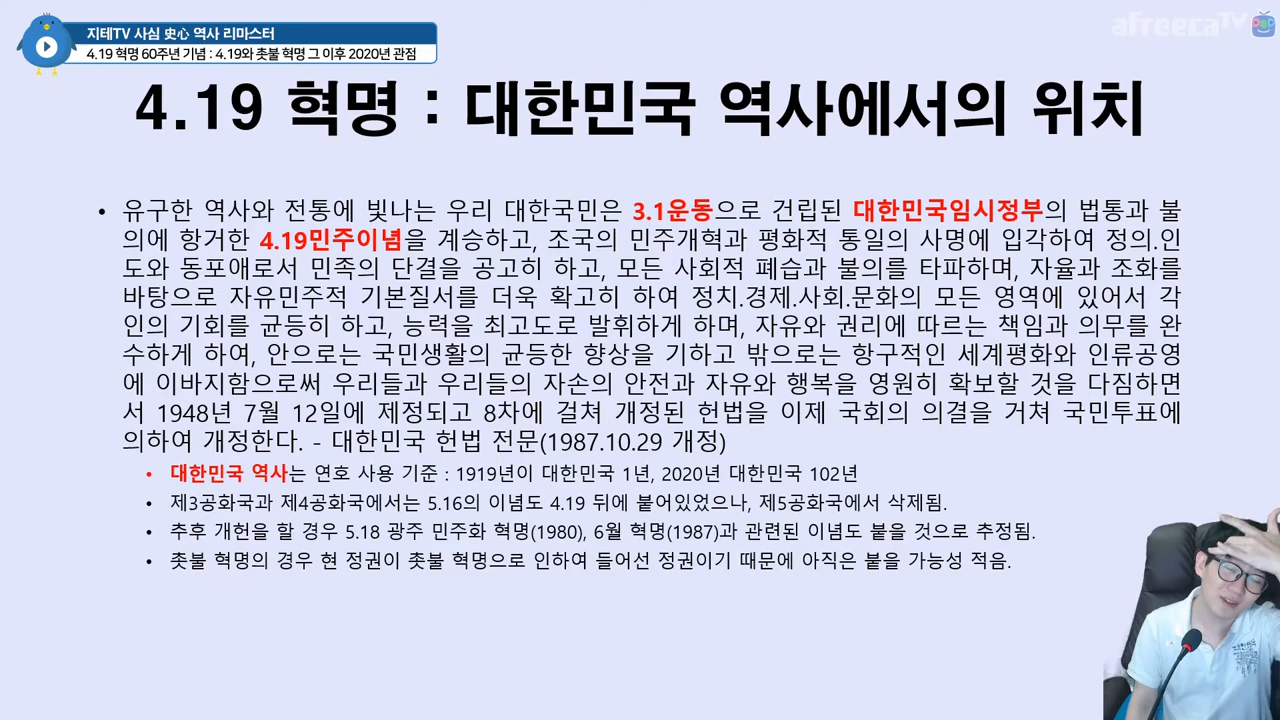 지테TV 사심 史心 역사 리마스터
4.19 혁명 60주년 기념 : 4.19와 촛불 혁명 그 이후 2020년 관점
afreecaTV
4.19 혁명 : 대한민국 역사에서의 위치
• 유구한 역사와 전통에 빛나는 우리 대한국민은 3.1운동으로 건립된 대한민국임시정부의 법통과 불
의에 항거한 4.19민주이념을 계승하고, 조국의 민주개혁과 평화적 통일의 사명에 입각하여 정의.인
도와 동포애로서 민족의 단결을 공고히 하고, 모든 사회적 폐습과 불의를 타파하며, 자율과 조화를
바탕으로 자유민주적 기본질서를 더욱 확고히 하여 정치.경제.사회.문화의 모든 영역에 있어서 각
인의 기회를 균등히 하고, 능력을 최고도로 발휘하게 하며, 자유와 권리에 따르는 책임과 의무를 완
수하게 하여, 안으로는 국민생활의 균등한 향상을 기하고 밖으로는 항구적인 세계평화와 인류공영
에 이바지함으로써 우리들과 우리들의 자손의 안전과 자유와 행복을 영원히 확보할 것을 다짐하면
서 1948년 7월 12일에 제정되고 8차에 걸쳐 개정된 헌법을 이제 국회의 의결을 거쳐 국민투표에
의하여 개정한다. - 대한민국 헌법 전문(1987.10.29 개정)
• 대한민국 역사는 연호 사용 기준 : 1919년이 대한민국 1년, 2020년 대한민국 102년
• 제3공화국과 제4공화국에서는 5.16의 이념도 4.19 뒤에 붙어있었으나, 제5공화국에서 삭제됨.
• 추후 개헌을 할 경우 5.18 광주 민주화 혁명(1980), 6월 혁명(1987)과 관련된 이념도 붙을 것으로 추정됨.
• 촛불 혁명의 경우 현 정권이 촛불 혁명으로 인하여 들어선 정권이기 때문에 아직은 붙을 가능성 적음.